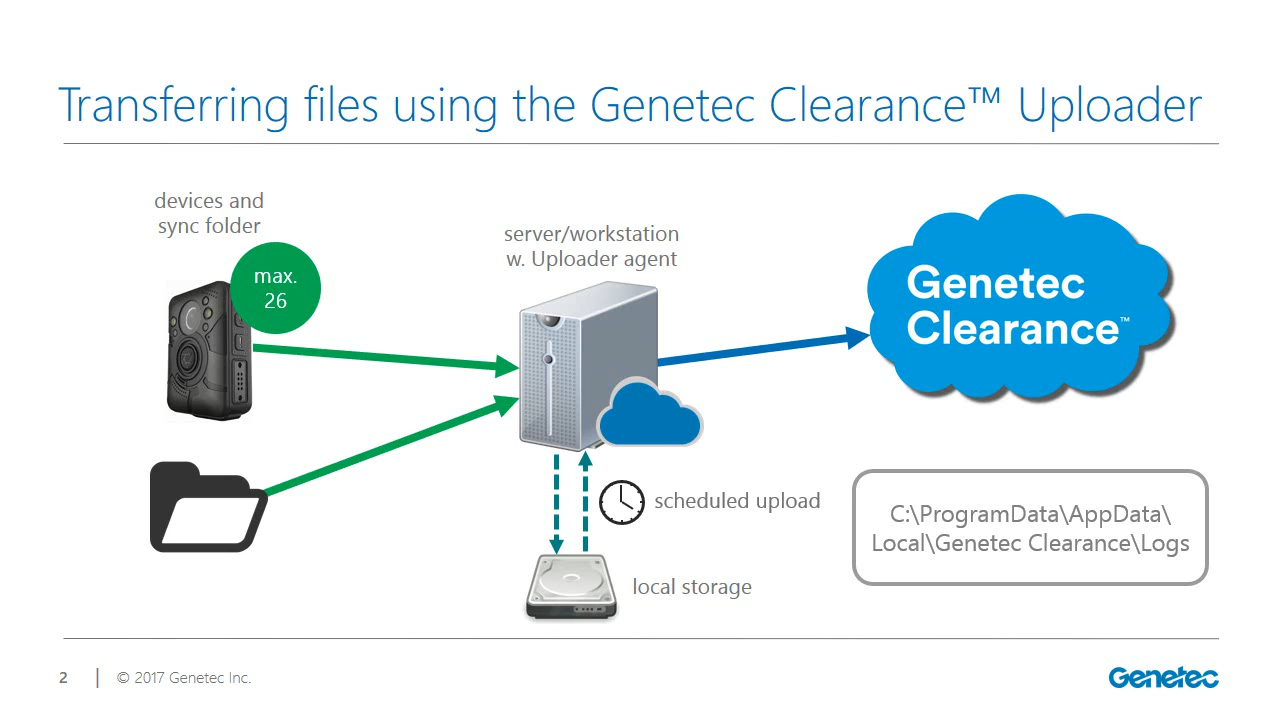 Transferring files using the Genetec Clearance™ Uploader
devices and
sync folder
max.
26
server/workstation
w. Uploader agent
Genetec
Clearance™
scheduled upload
local storage
C:\ProgramData\AppData\
Local\Genetec Clearance\Logs
2 | © 2017 Genetec Inc.
Genetec